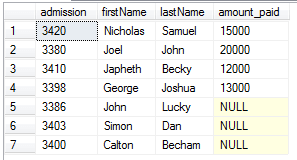 admission firstName lastName amount_paid
1 3420 Nicholas Samuel 15000
2 3380 Joel John 20000
3 3410 Japheth Becky 12000
4 3398 George Joshua 13000
5 3386 John Lucky NULL
6 3403 Simon Dan NULL
7 3400 Calton Becham NULL